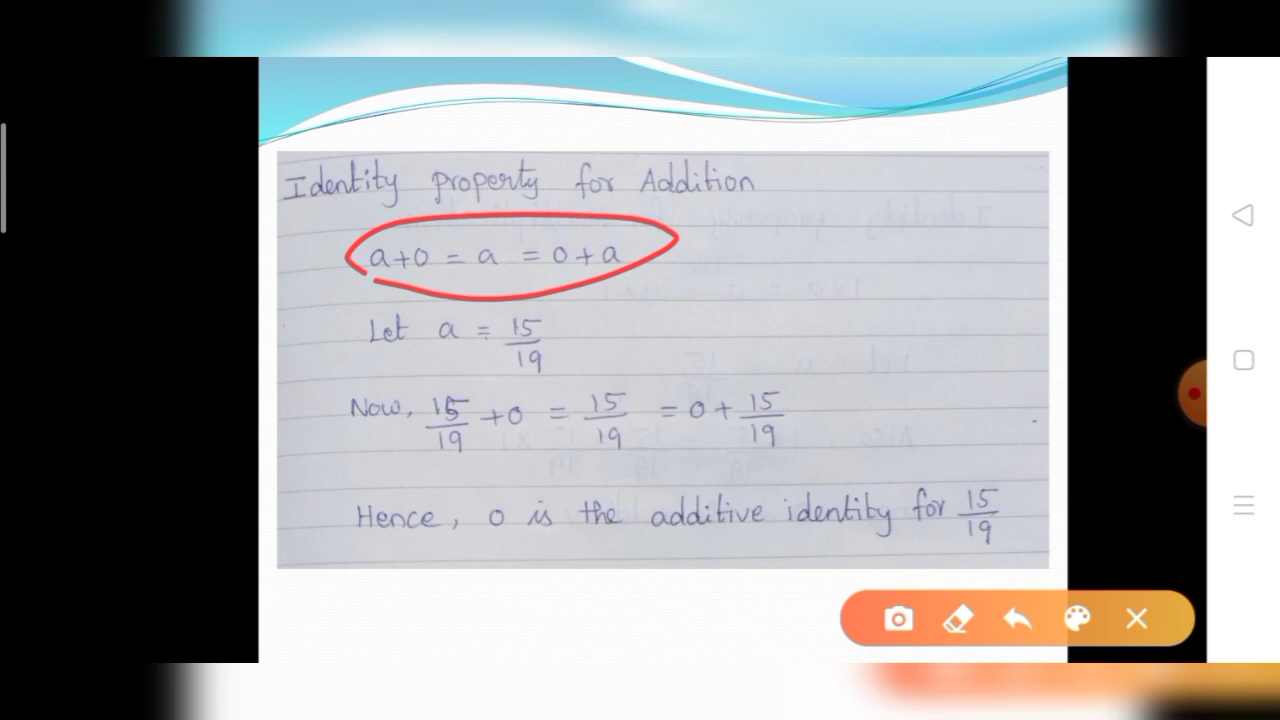 Identity property for Addition
a+0 = a = 0+a
Let a = 15/19
Now, 15/19 +0 = 15/19 = 0+ 15/19
Hence, 0 is the additive identity for 15/19